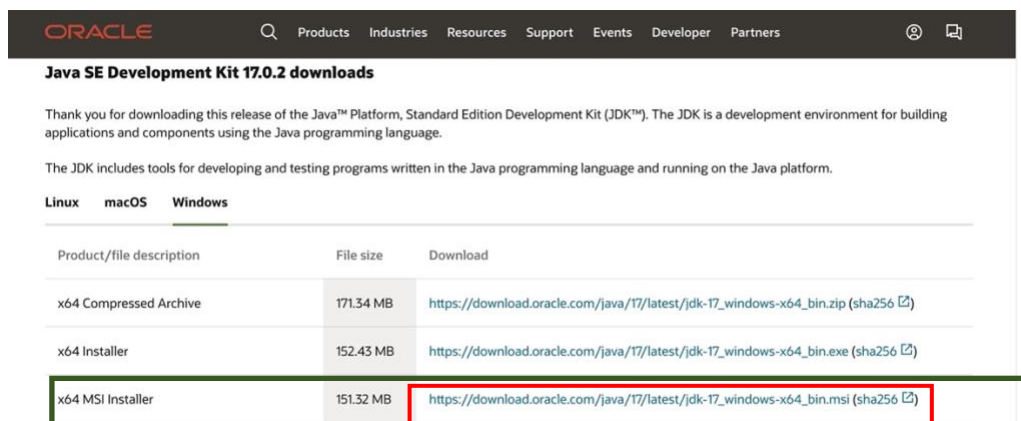 ORACLE Products Industries Resources Support Events Developer Partners
Java SE Development Kit 17.0.2 downloads
Thank you for downloading this release of the Java™ Platform, Standard Edition Development Kit (JDK™). The JDK is a development environment for building
applications and components using the Java programming language.
The JDK includes tools for developing and testing programs written in the Java programming language and running on the Java platform.
Linux macOS Windows
Product/file description File size Download
x64 Compressed Archive 171.34 MB https://download.oracle.com/java/17/latest/jdk-17_windows-x64_bin.zip (sha256)
x64 Installer 152.43 MB https://download.oracle.com/java/17/latest/jdk-17_windows-x64_bin.exe (sha256)
x64 MSI Installer 151.32 MB https://download.oracle.com/java/17/latest/jdk-17_windows-x64_bin.msi (sha256)